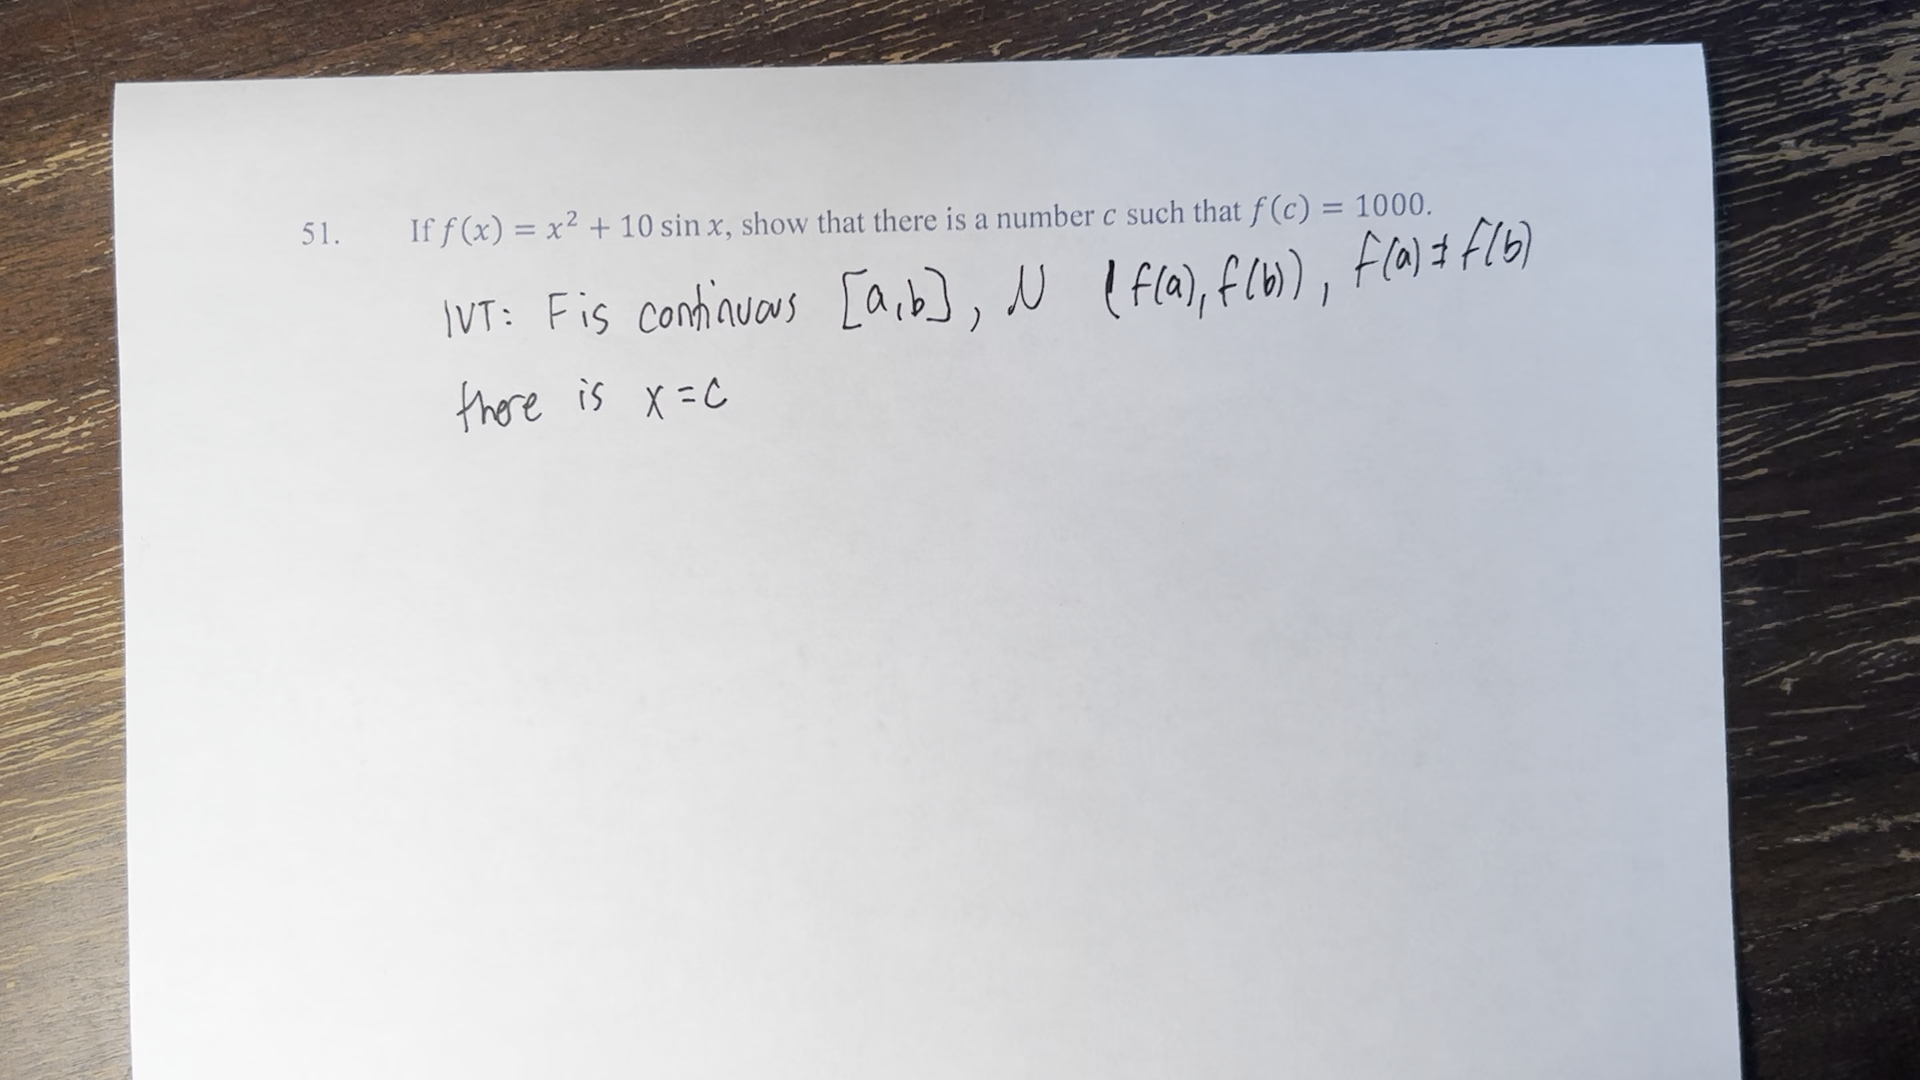 51. If f(x) = x² + 10 sin x, show that there is a number c such that f(c) = 1000.
IVT: F is continuous [a,b], N (f(a), f(b)), f(a) ≠ f(b)
there is x = c